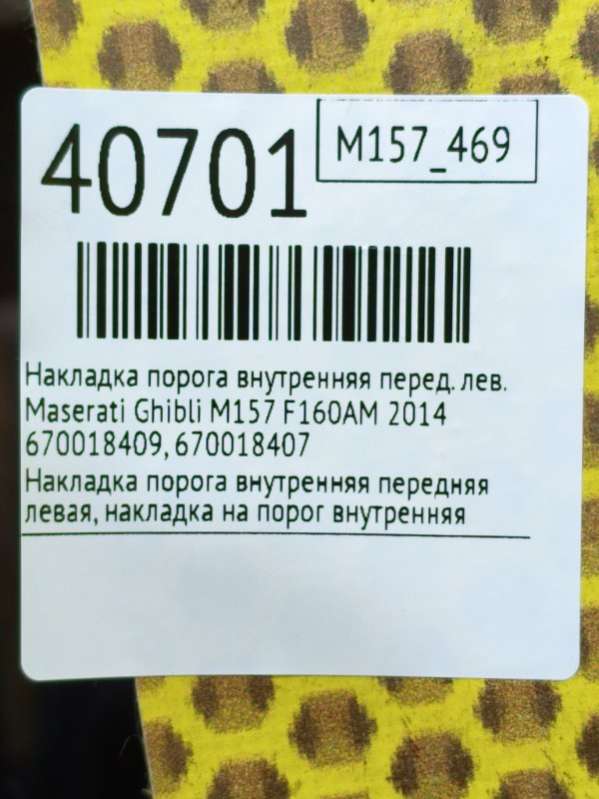 40701
M157_469
Накладка порога внутренняя перед. лев.
Maserati Ghibli M157 F160AM 2014
670018409, 670018407
Накладка порога внутренняя передняя
левая, накладка на порог внутренняя